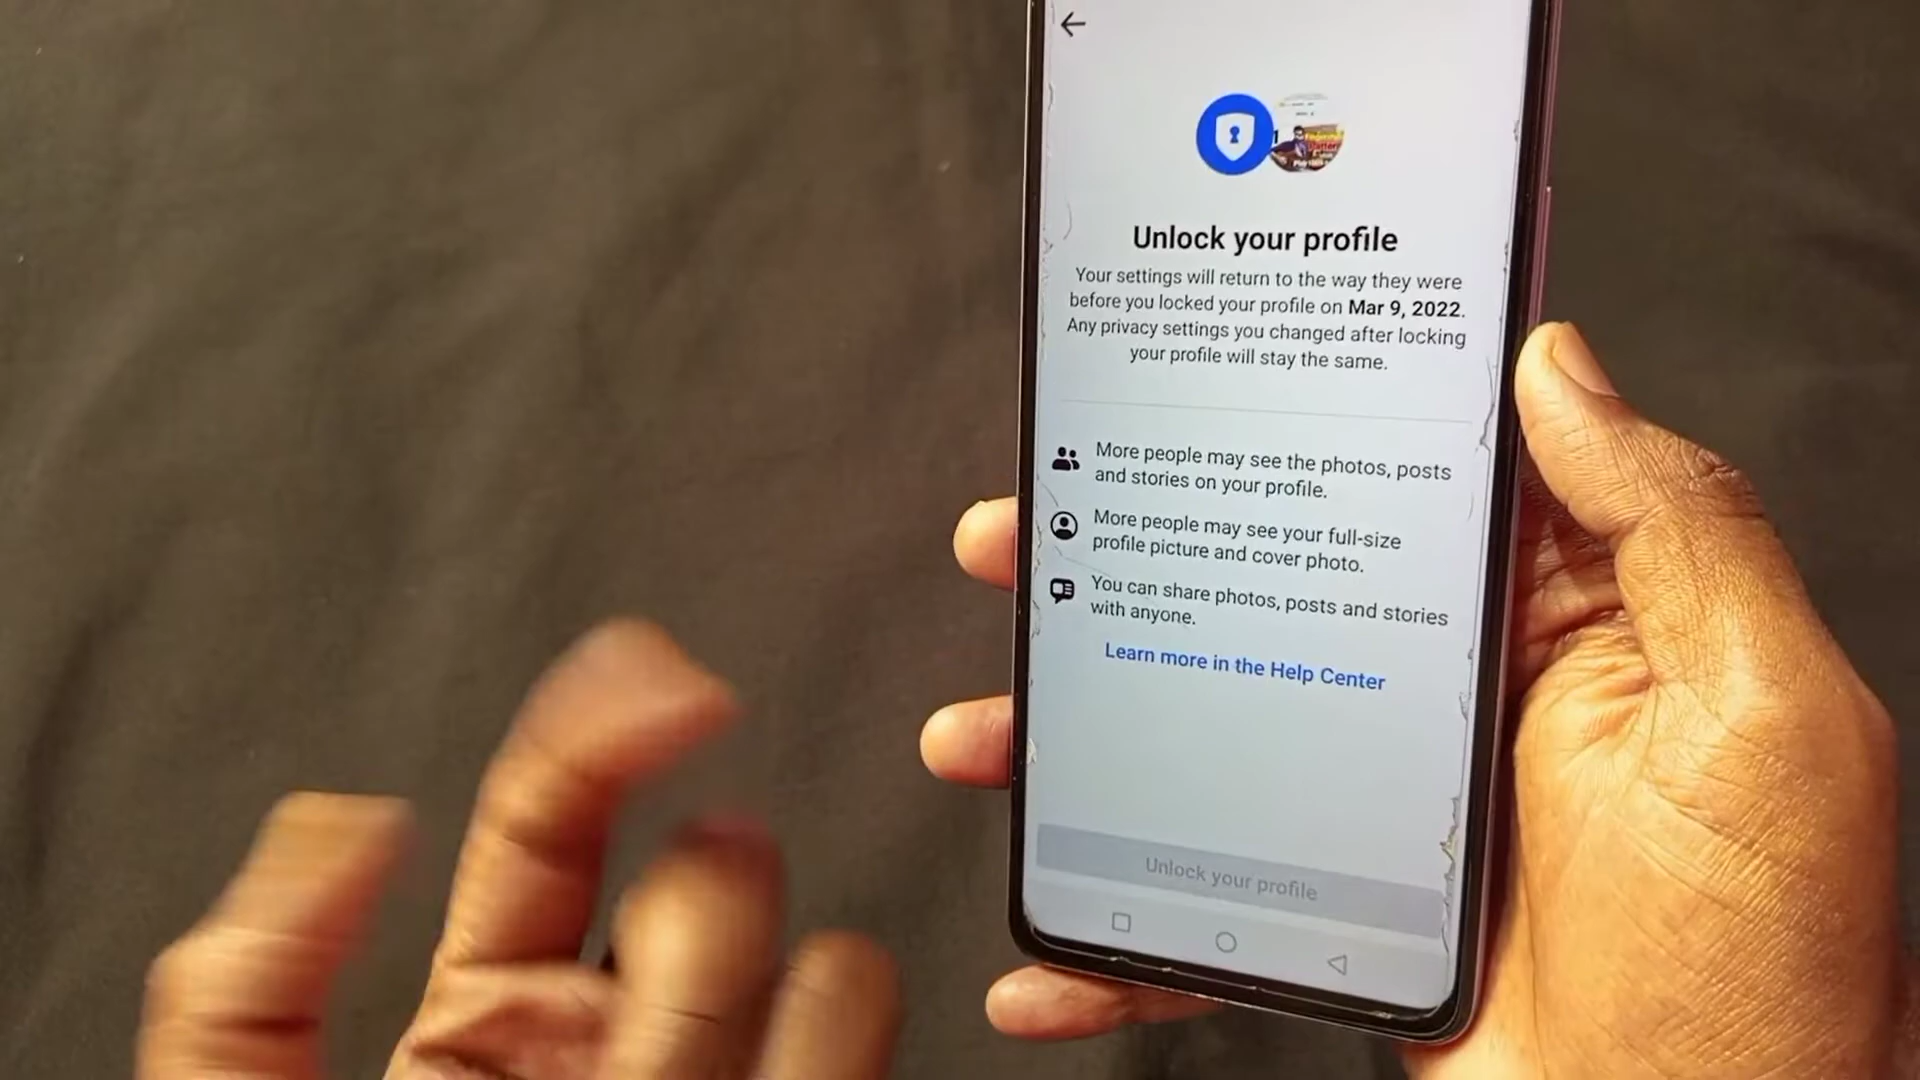 Unlock your profile
Your settings will return to the way they were
before you locked your profile on Mar 9, 2022.
Any privacy settings you changed after locking
your profile will stay the same.
More people may see the photos, posts
and stories on your profile.
More people may see your full-size
profile picture and cover photo.
You can share photos, posts and stories
with anyone.
Learn more in the Help Center
Unlock your profile